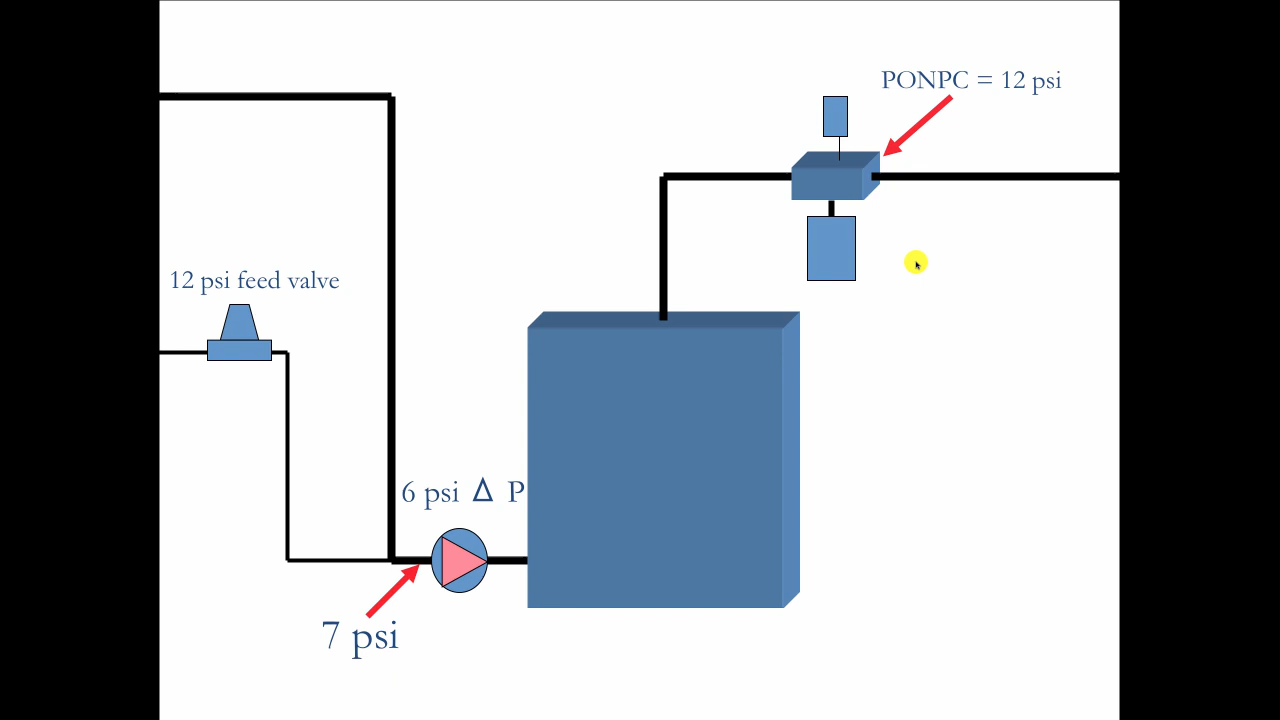 PONPC = 12 psi
12 psi feed valve
6 psi Δ P
7 psi